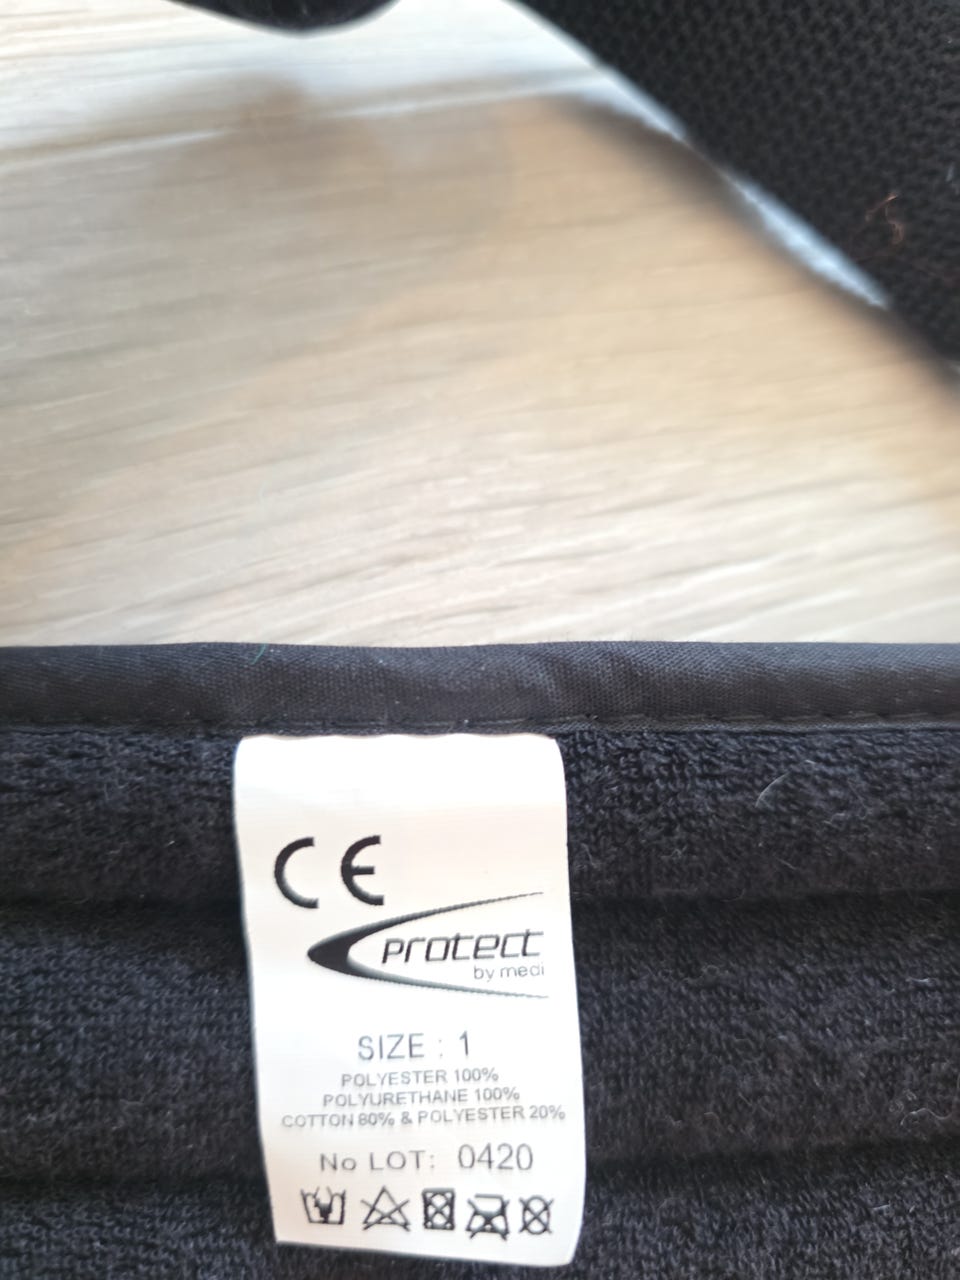 CE
protect
by medi
SIZE : 1
POLYESTER 100%
POLYURETHANE 100%
COTTON 80% & POLYESTER 20%
No LOT: 0420